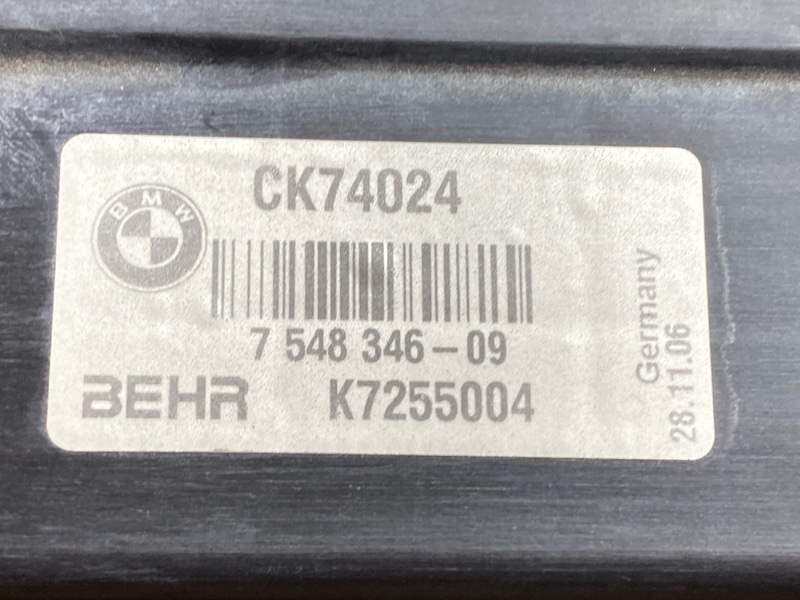 CK74024
BMW
7 548 346-09
BEHR K7255004
Germany
28.11.06